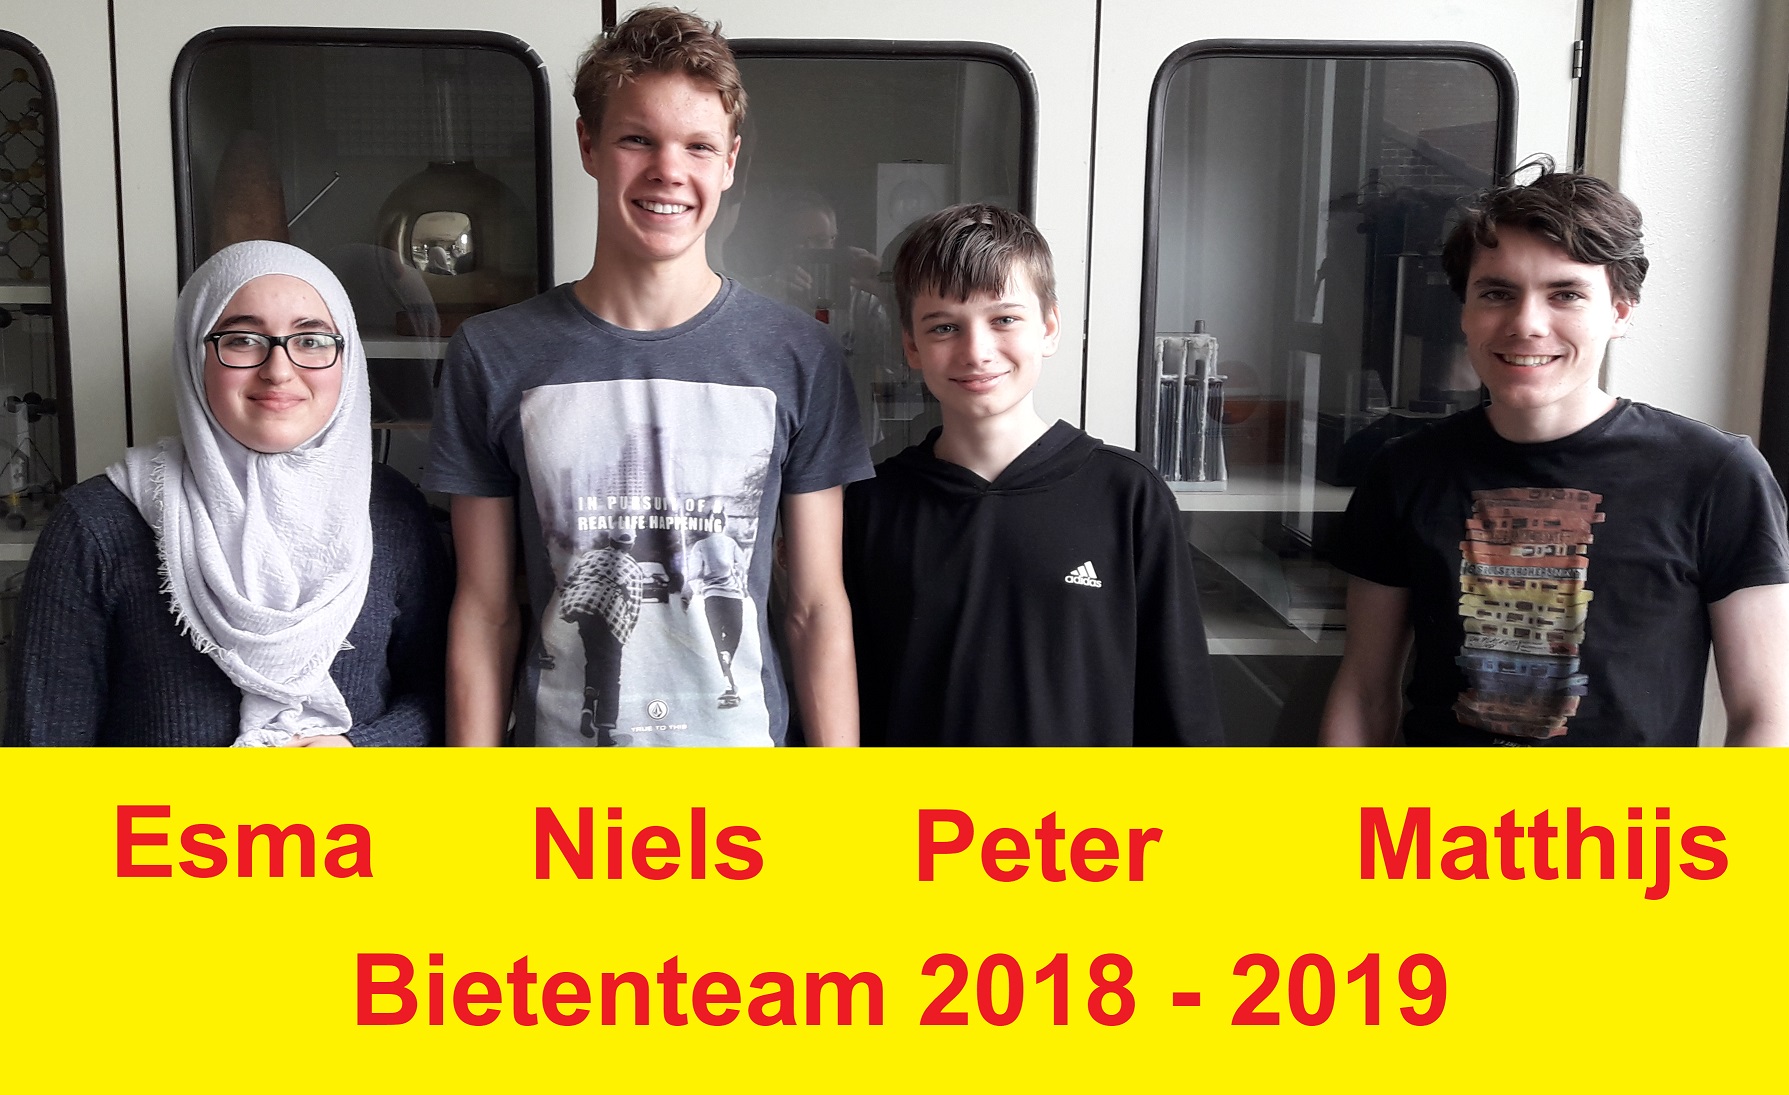 IN PURSUIT OF A
REAL LIFE HAPPENING
TRUE TO THIS
adidas
Esma Niels Peter Matthijs
Bietenteam 2018 - 2019